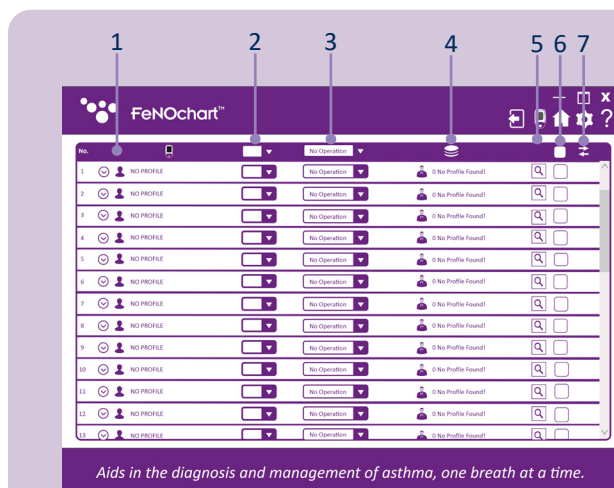 1 2 3 4 5 6 7
FeNOchart™
No. No Operation
1 NO PROFILE No Operation 0 No Profile Found!
2 NO PROFILE No Operation 0 No Profile Found!
3 NO PROFILE No Operation 0 No Profile Found!
4 NO PROFILE No Operation 0 No Profile Found!
5 NO PROFILE No Operation 0 No Profile Found!
6 NO PROFILE No Operation 0 No Profile Found!
7 NO PROFILE No Operation 0 No Profile Found!
8 NO PROFILE No Operation 0 No Profile Found!
9 NO PROFILE No Operation 0 No Profile Found!
10 NO PROFILE No Operation 0 No Profile Found!
11 NO PROFILE No Operation 0 No Profile Found!
12 NO PROFILE No Operation 0 No Profile Found!
13 NO PROFILE No Operation 0 No Profile Found!
Aids in the diagnosis and management of asthma, one breath at a time.